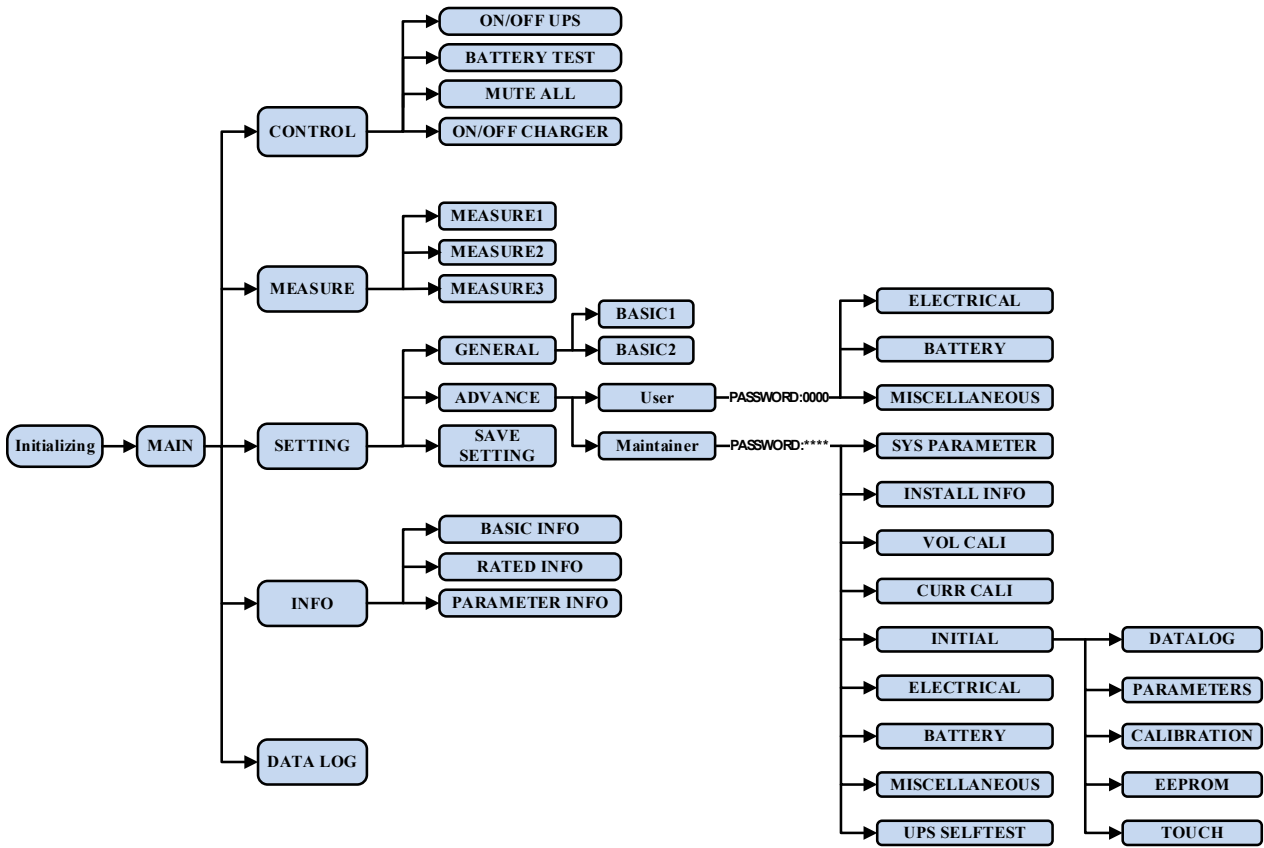 Initializing
MAIN
CONTROL
ON/OFF UPS
BATTERY TEST
MUTE ALL
ON/OFF CHARGER
MEASURE
MEASURE1
MEASURE2
MEASURE3
SETTING
GENERAL
BASIC1
BASIC2
ADVANCE
User
PASSWORD:0000
ELECTRICAL
BATTERY
MISCELLANEOUS
Maintainer
PASSWORD:****
SYS PARAMETER
INSTALL INFO
VOL CALI
CURR CALI
INITIAL
DATALOG
PARAMETERS
CALIBRATION
EEPROM
TOUCH
ELECTRICAL
BATTERY
MISCELLANEOUS
UPS SELFTEST
SAVE
SETTING
INFO
BASIC INFO
RATED INFO
PARAMETER INFO
DATA LOG